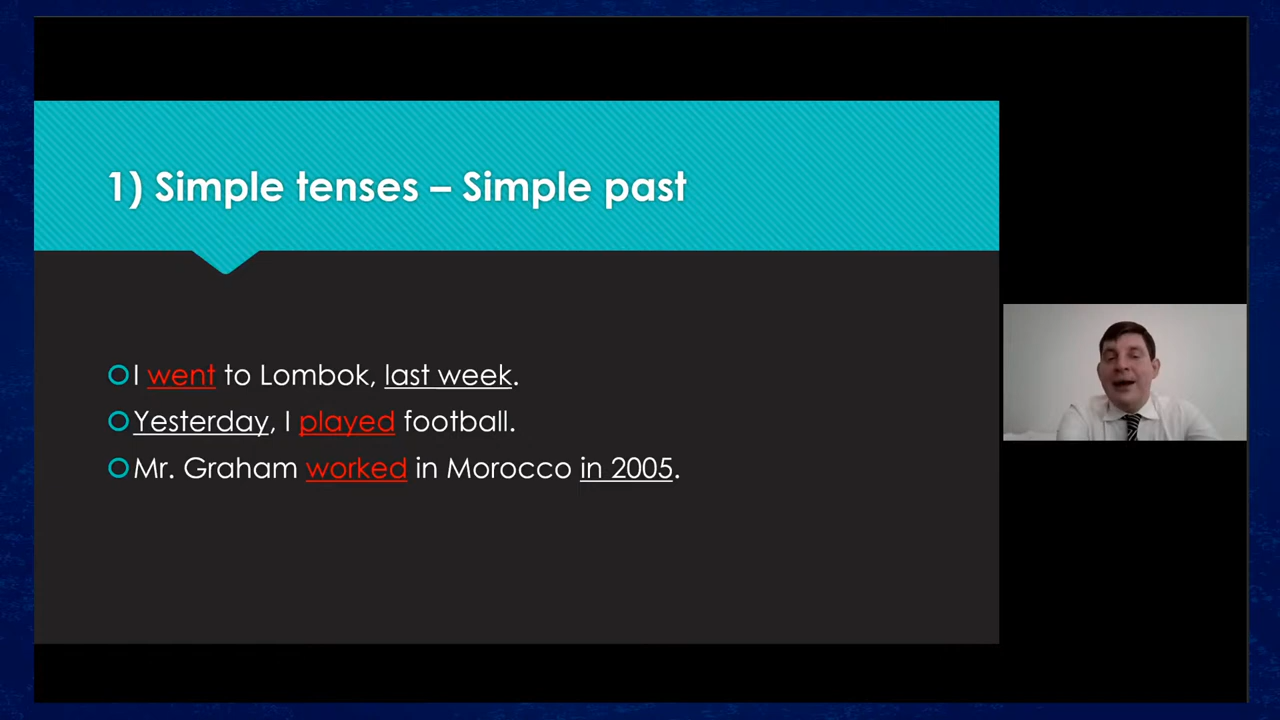 1) Simple tenses – Simple past
I went to Lombok, last week.
Yesterday, I played football.
Mr. Graham worked in Morocco in 2005.